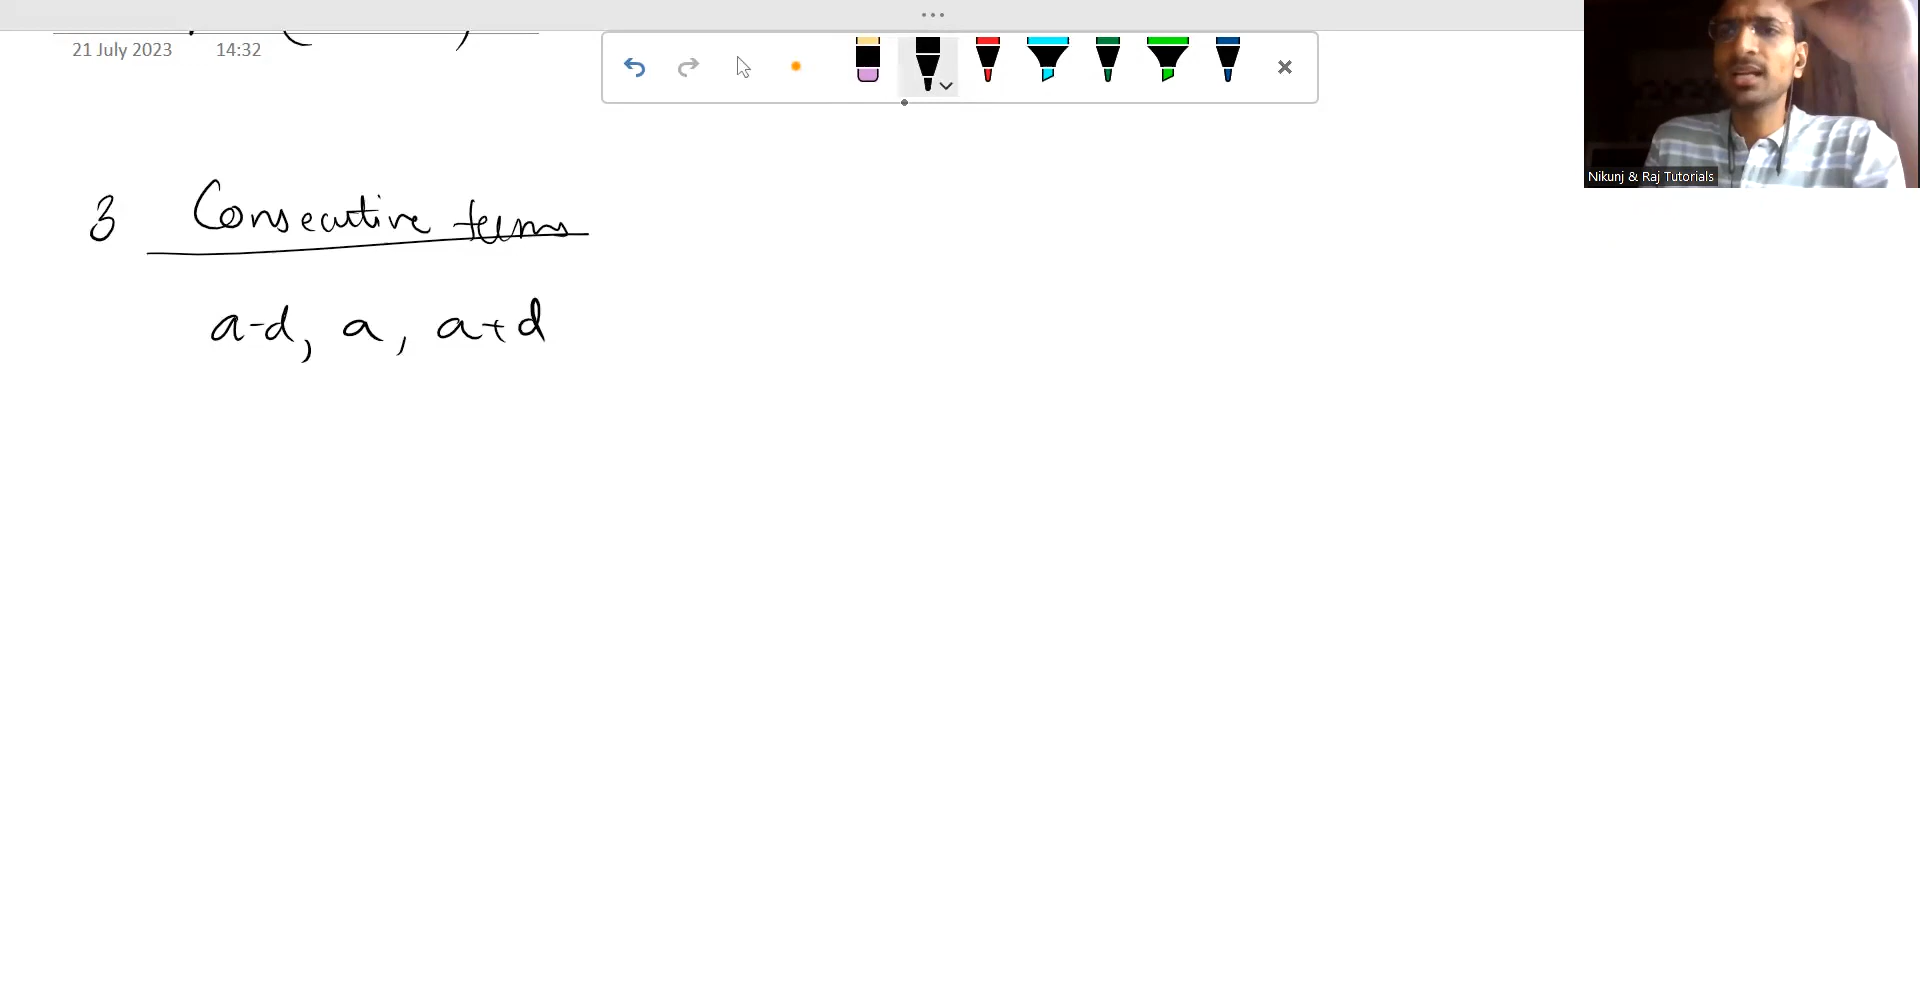 21 July 2023 14:32
Nikunj & Raj Tutorials
3 Consecutive terms
a-d, a, a+d